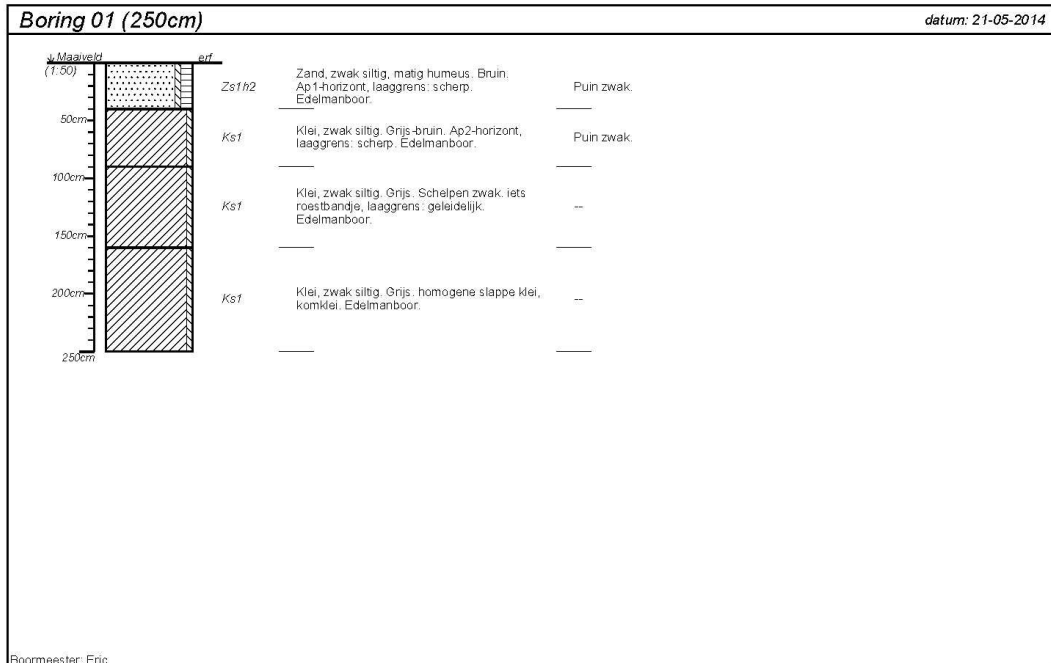 Boring 01 (250cm)
datum: 21-05-2014
↓ Maaiveld
erf
(1:50)
Zs1h2
Zand, zwak siltig, matig humeus. Bruin.
Ap1-horizont, laaggrens: scherp.
Edelmanboor.
Puin zwak.
50cm
Ks1
Klei, zwak siltig. Grijs-bruin. Ap2-horizont,
laaggrens: scherp. Edelmanboor.
Puin zwak.
100cm
Ks1
Klei, zwak siltig. Grijs. Schelpen zwak. iets
roestbandje, laaggrens: geleidelijk.
Edelmanboor.
--
150cm
200cm
Ks1
Klei, zwak siltig. Grijs. homogene slappe klei,
komklei. Edelmanboor.
--
250cm
Boormeester: Eric